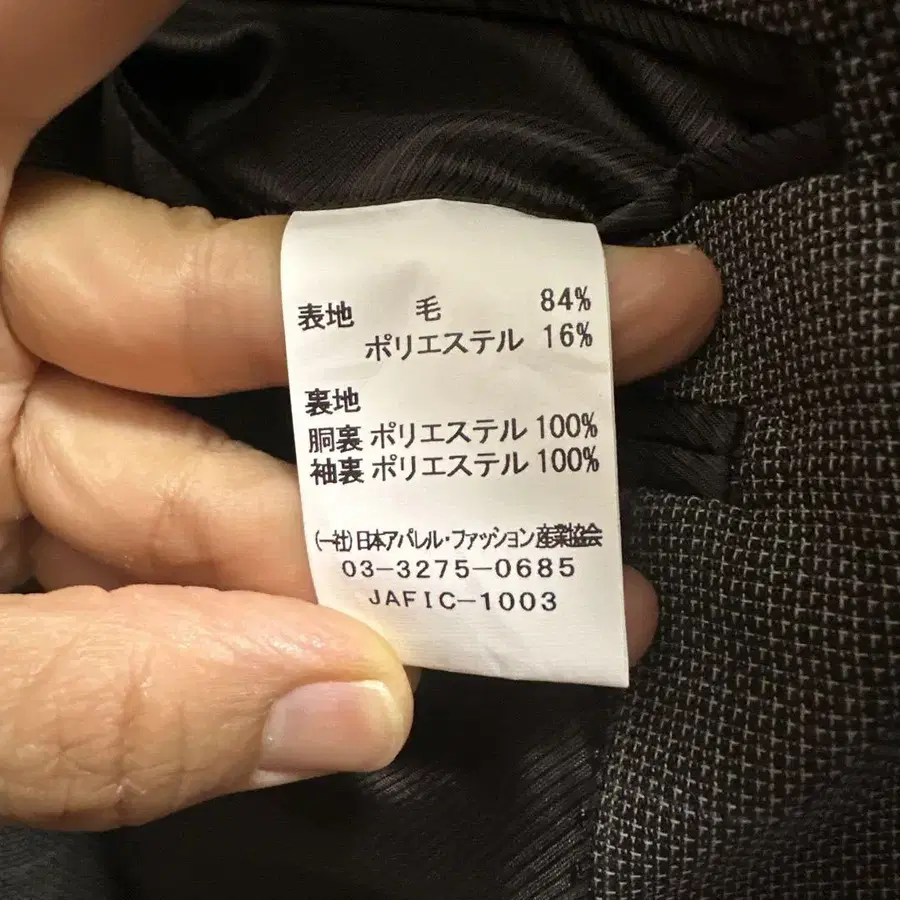 表地 毛 84%
ポリエステル 16%
裏地
胴裏 ポリエステル 100%
袖裏 ポリエステル 100%
(一社)日本アパレル・ファッション産業協会
03-3275-0685
JAFIC-1003